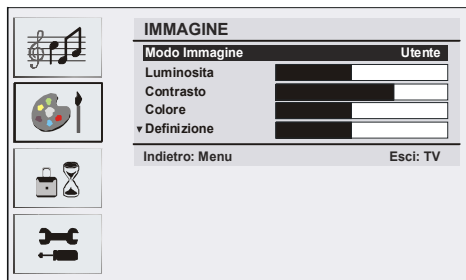 IMMAGINE
Modo Immagine Utente
Luminosita
Contrasto
Colore
▾Definizione
Indietro: Menu Esci: TV